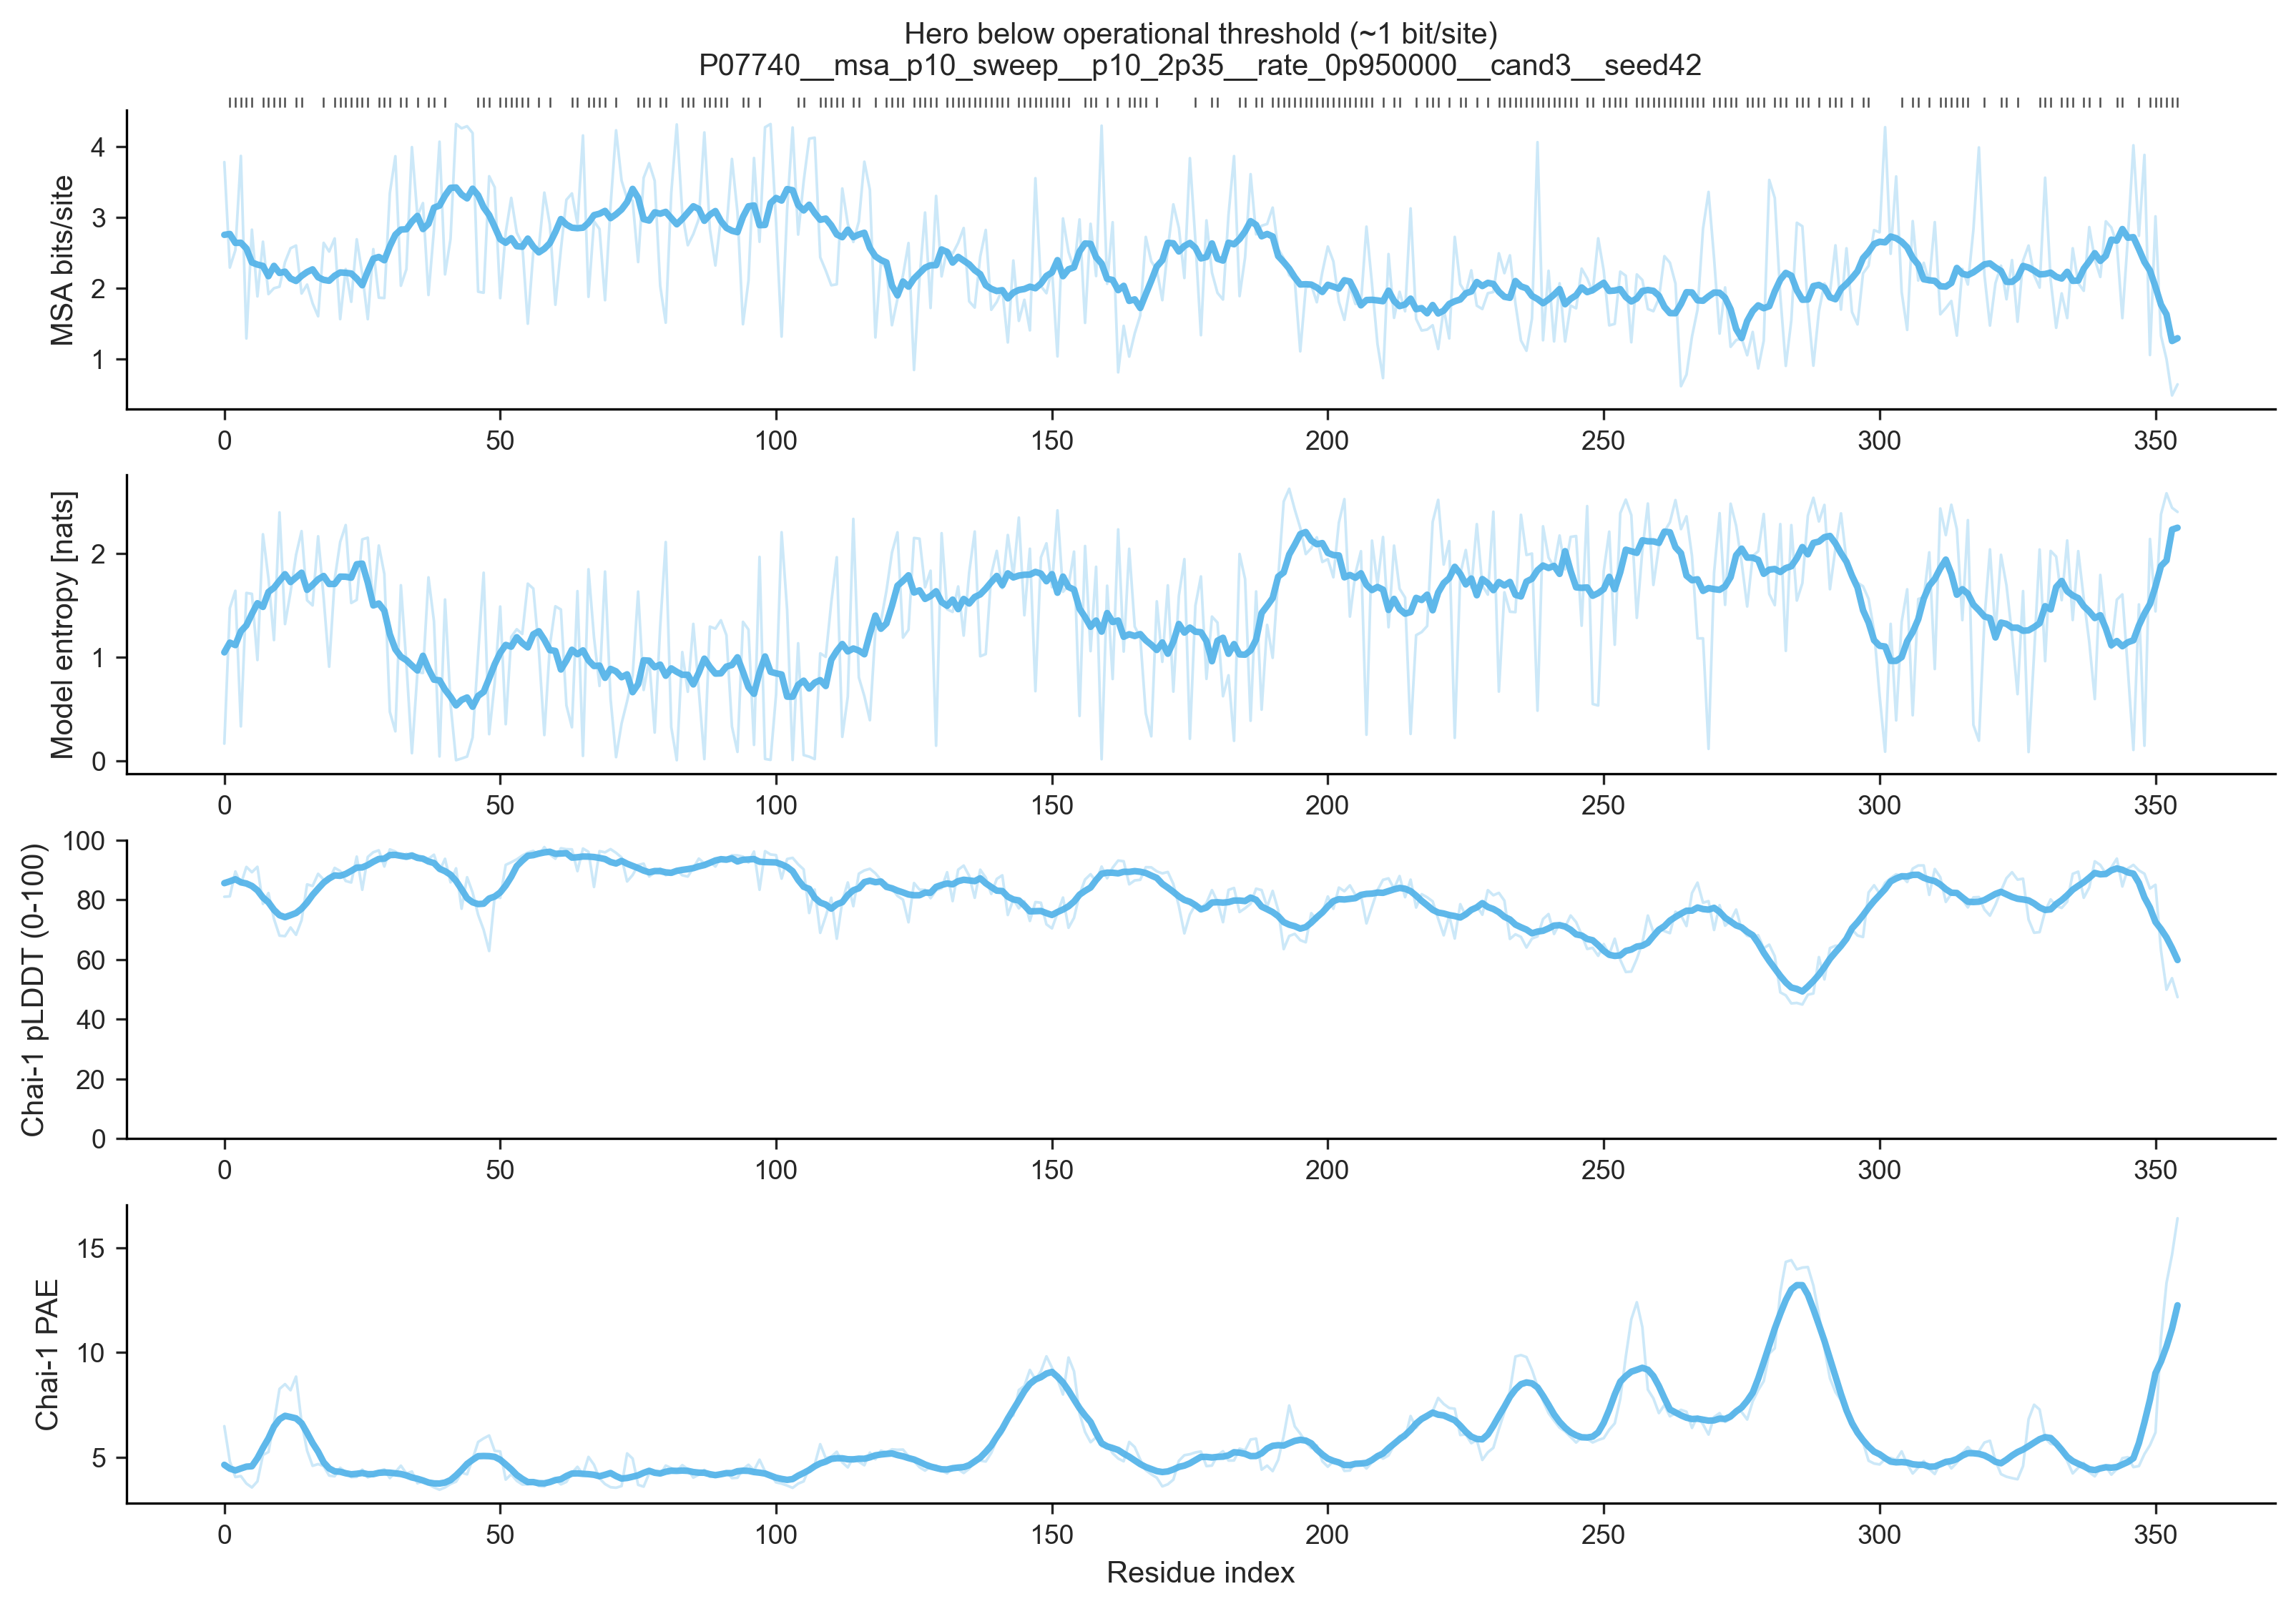 Hero below operational threshold (~1 bit/site)
P07740__msa_p10_sweep__p10_2p35__rate_0p950000__cand3__seed42
MSA bits/site
4
3
2
1
0 50 100 150 200 250 300 350
Model entropy [nats]
2
1
0
0 50 100 150 200 250 300 350
Chai-1 pLDDT (0-100)
100
80
60
40
20
0
0 50 100 150 200 250 300 350
Chai-1 PAE
15
10
5
0 50 100 150 200 250 300 350
Residue index